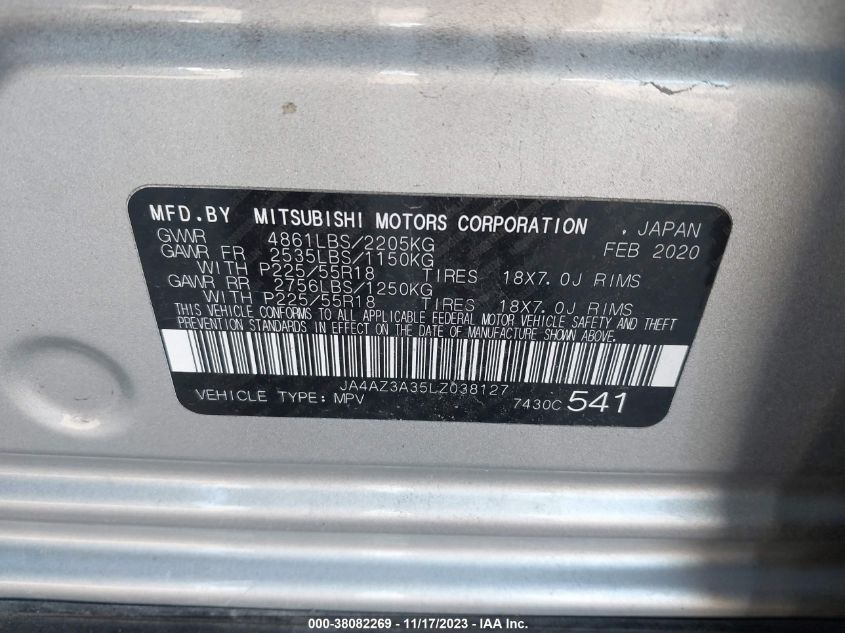 MFD.BY MITSUBISHI MOTORS CORPORATION , JAPAN
GVWR 4861LBS/2205KG FEB 2020
GAWR FR 2535LBS/1150KG
WITH P225/55R18 TIRES 18X7.0J RIMS
GAWR RR 2756LBS/1250KG
WITH P225/55R18 TIRES 18X7.0J RIMS
THIS VEHICLE CONFORMS TO ALL APPLICABLE FEDERAL MOTOR VEHICLE SAFETY AND THEFT
PREVENTION STANDARDS IN EFFECT ON THE DATE OF MANUFACTURE SHOWN ABOVE.
JA4AZ3A35LZ038127
VEHICLE TYPE: MPV 7430C 541
000-38082269 - 11/17/2023 - IAA Inc.